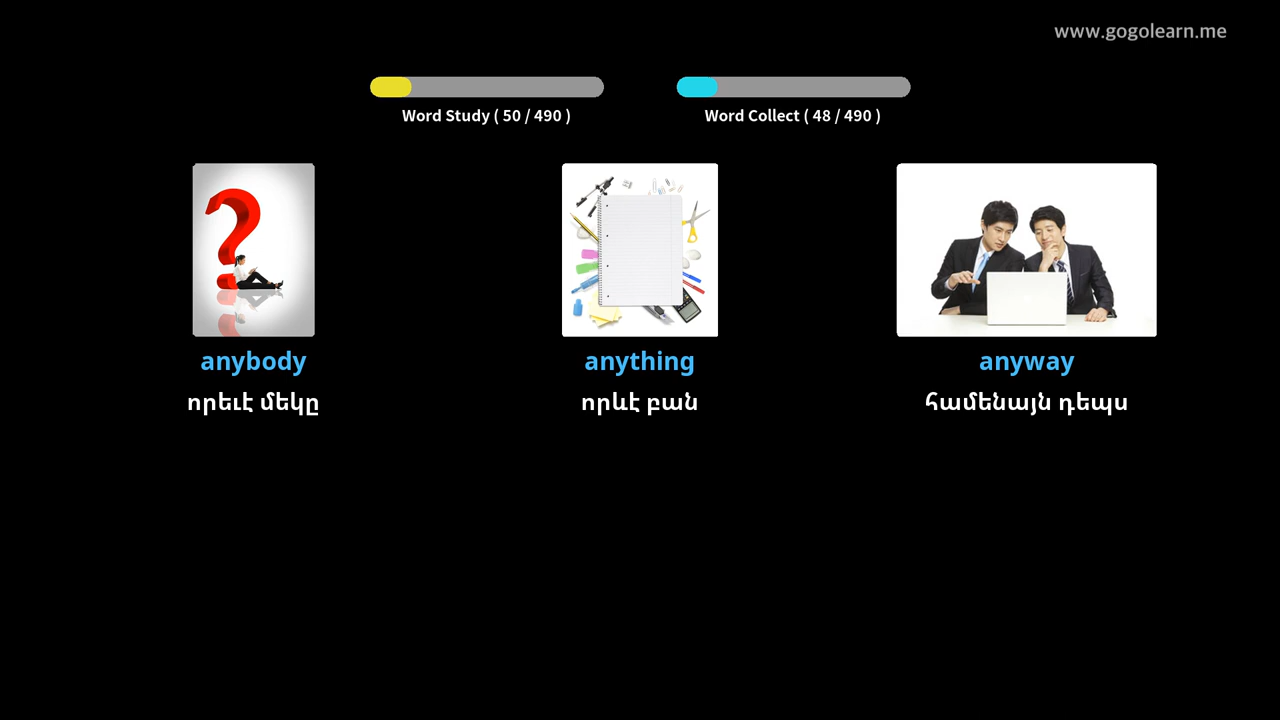 www.gogolearn.me
Word Study ( 50 / 490 )
Word Collect ( 48 / 490 )
anybody
anything
anyway
որեւէ մեկը
որևէ բան
համենայն դեպս